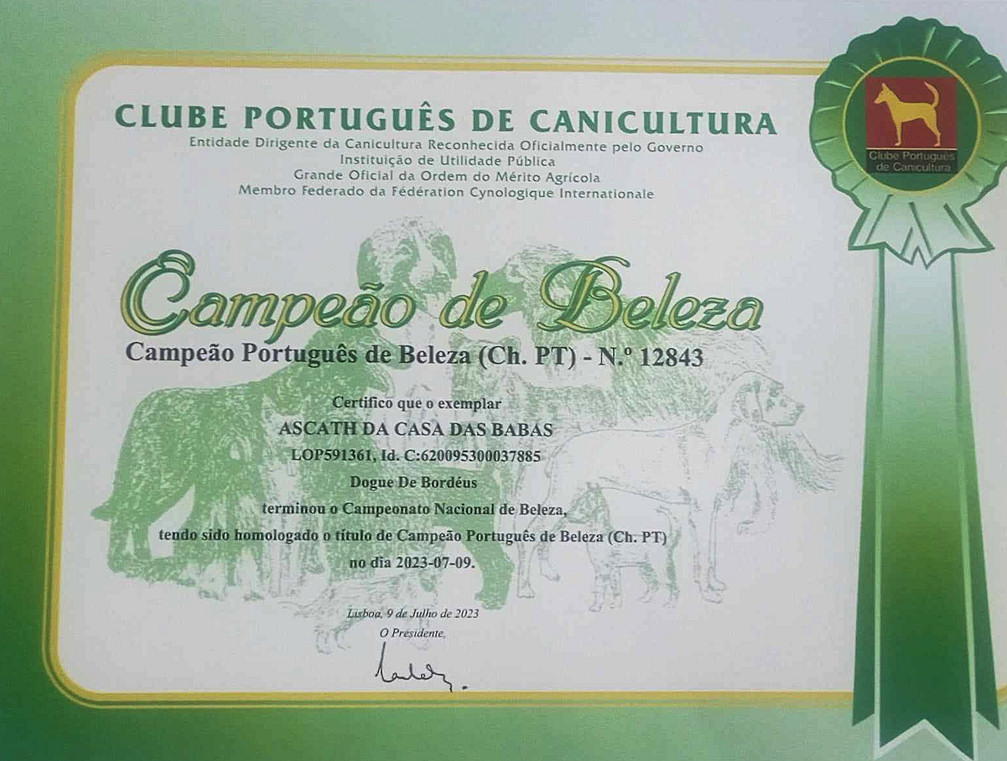 CLUBE PORTUGUÊS DE CANICULTURA
Entidade Dirigente da Canicultura Reconhecida Oficialmente pelo Governo
Instituição de Utilidade Pública
Grande Oficial da Ordem do Mérito Agrícola
Membro Federado da Fédération Cynologique Internationale
Clube Português
de Canicultura
Campeão de Beleza
Campeão Português de Beleza (Ch. PT) - N.º 12843
Certifico que o exemplar
ASCATH DA CASA DAS BABAS
LOP591361, Id. C:620095300037885
Dogue De Bordéus
terminou o Campeonato Nacional de Beleza,
tendo sido homologado o título de Campeão Português de Beleza (Ch. PT)
no dia 2023-07-09.
Lisboa, 9 de Julho de 2023
O Presidente,